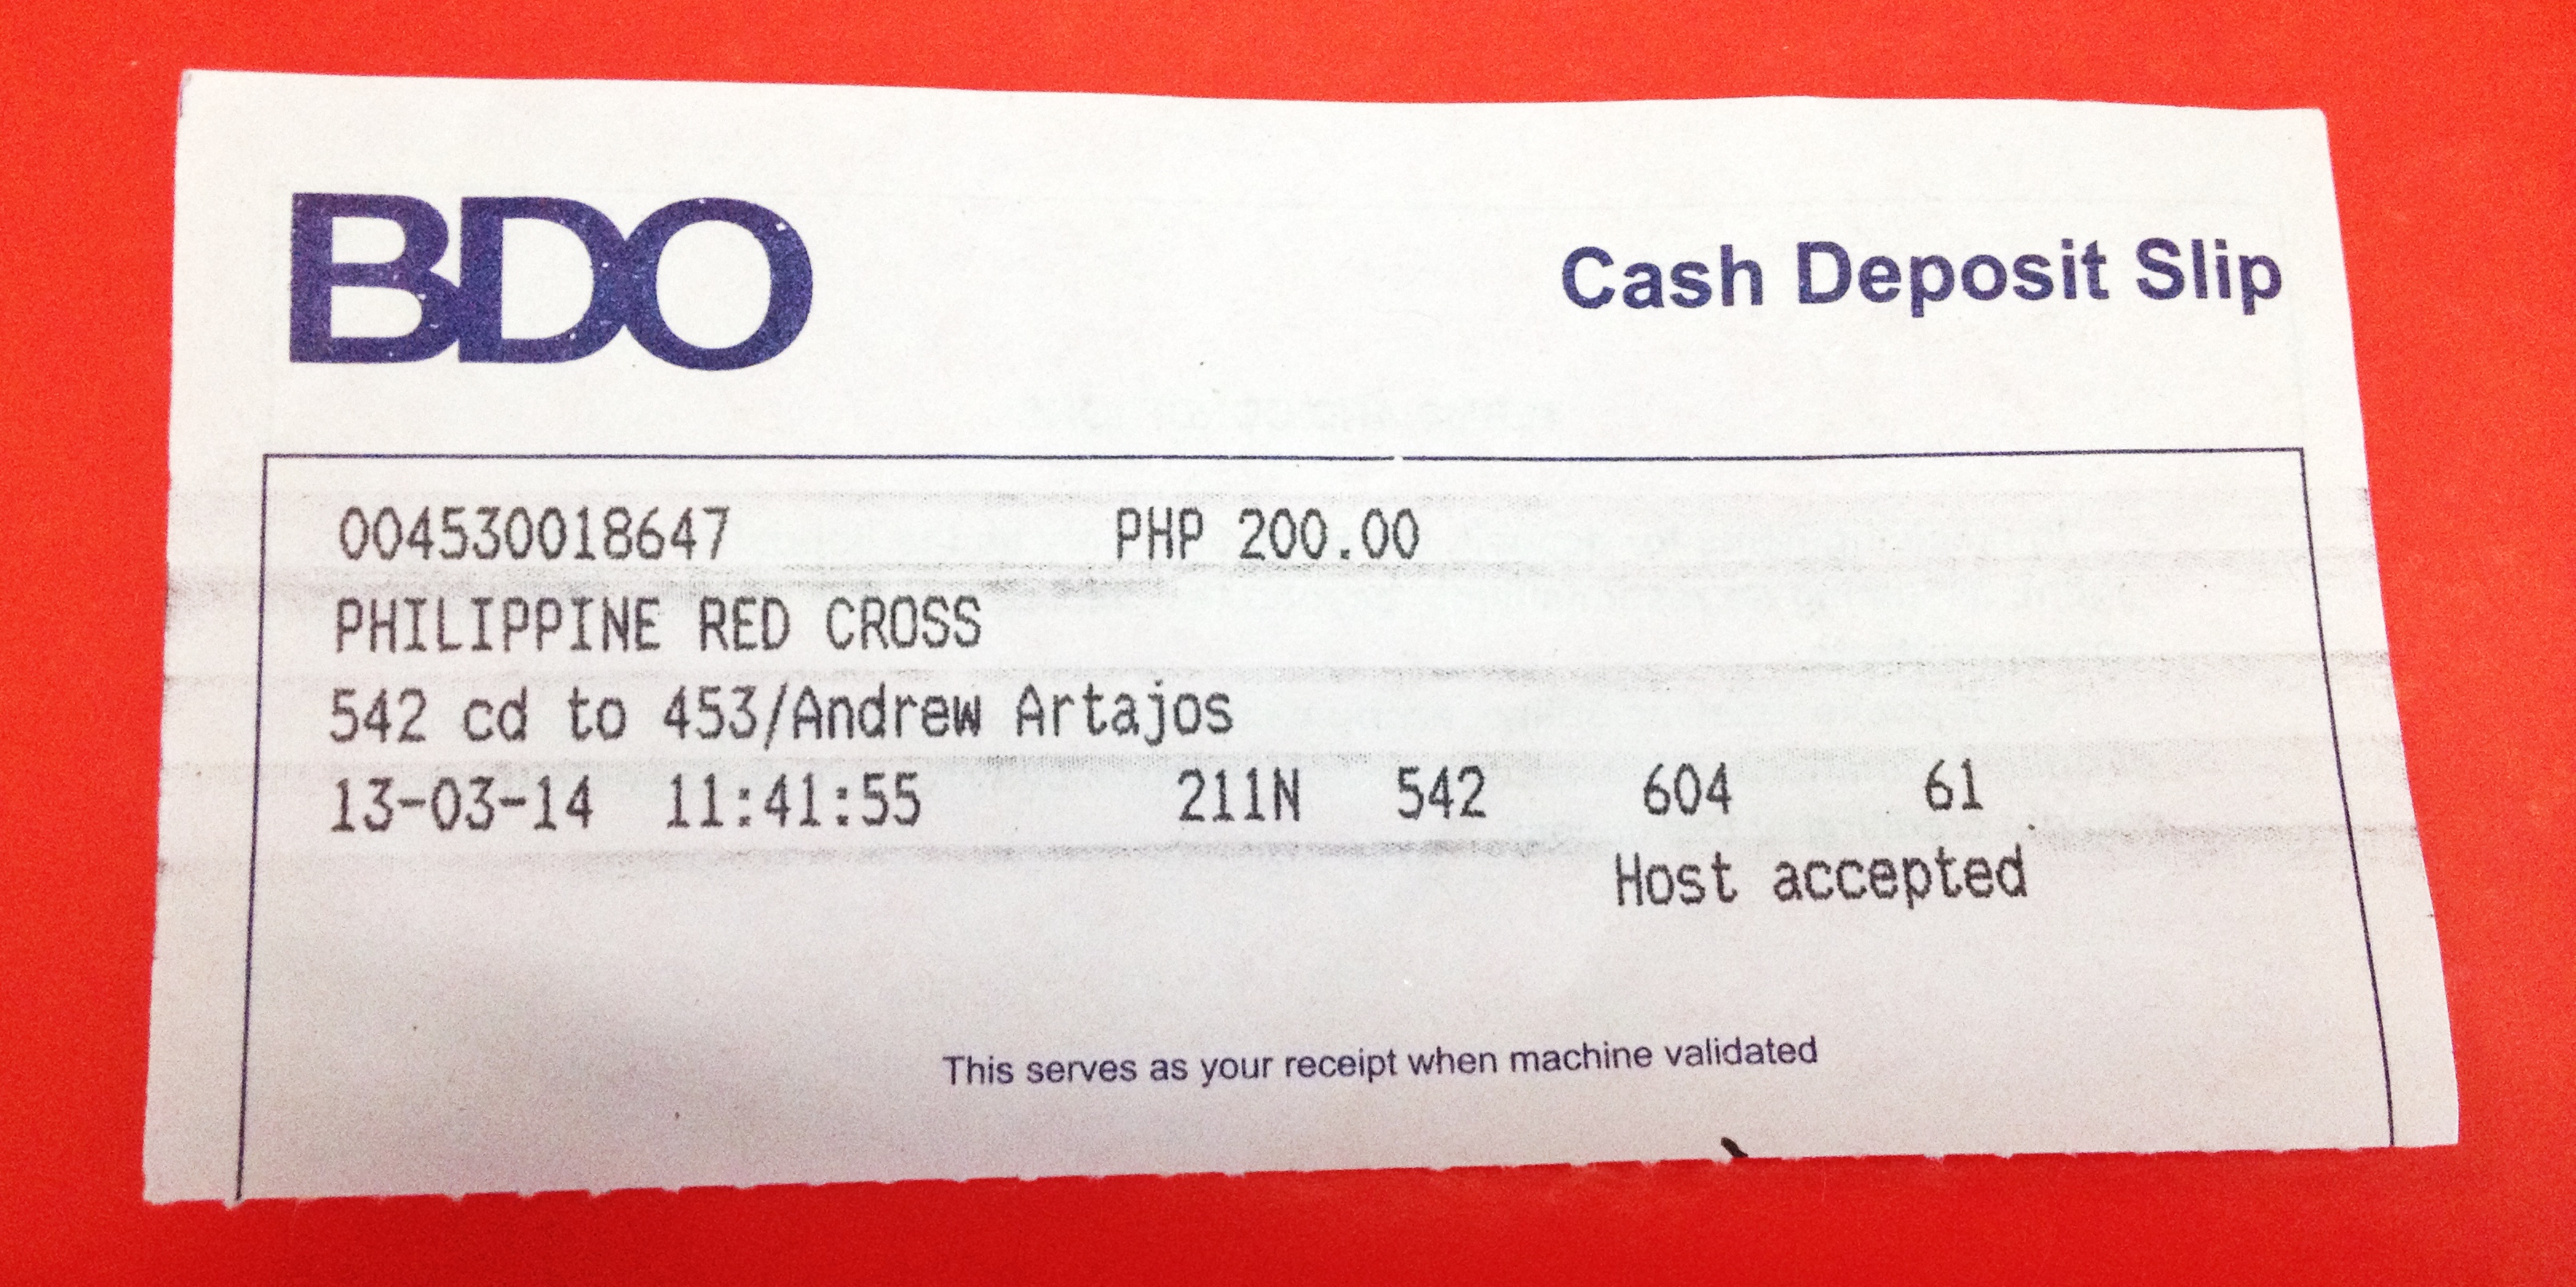 BDO Cash Deposit Slip
004530018647 PHP 200.00
PHILIPPINE RED CROSS
542 cd to 453/Andrew Artajos
13-03-14 11:41:55 211N 542 604 61
Host accepted
This serves as your receipt when machine validated